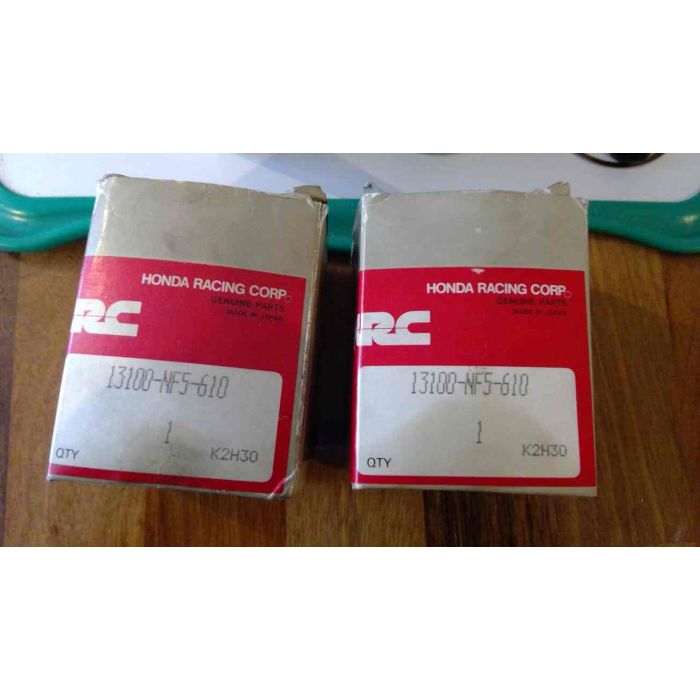 HONDA RACING CORP.
GENUINE PARTS
MADE IN JAPAN
RC
13100-NF5-610
1
QTY
K2H30
HONDA RACING CORP.
GENUINE PARTS
MADE IN JAPAN
RC
13100-NF5-610
1
QTY
K2H30